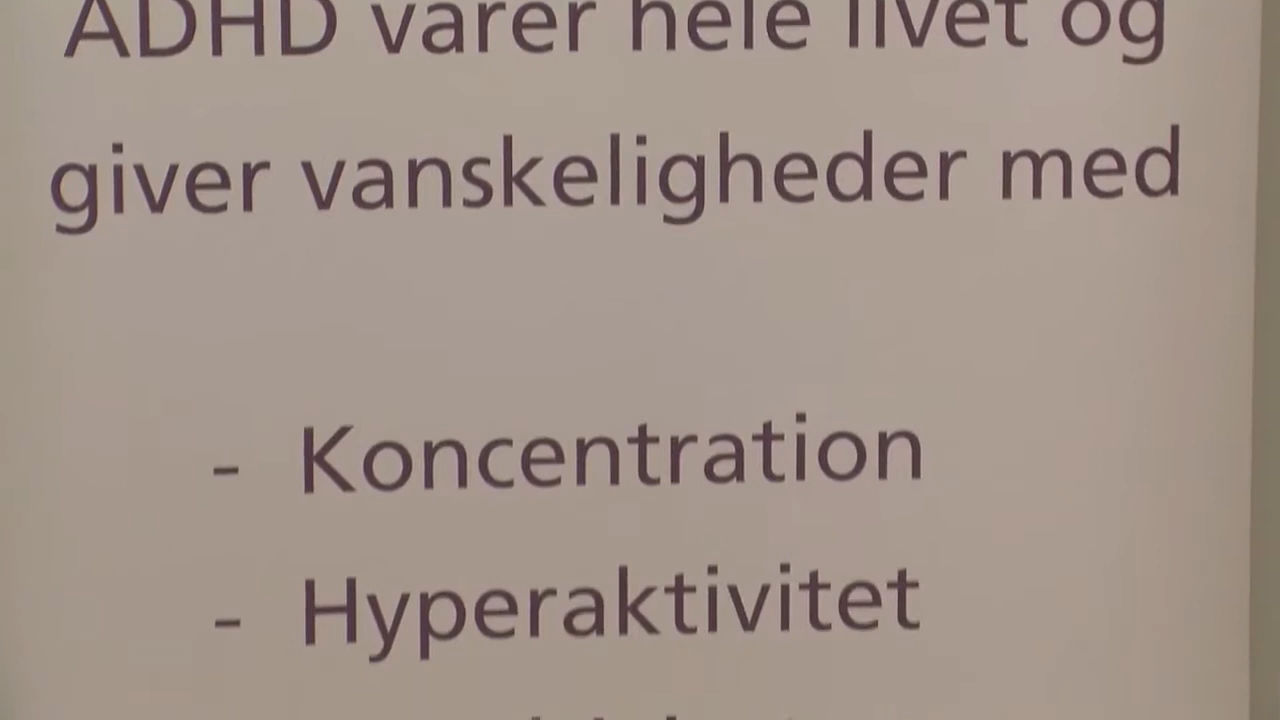 ADHD varer hele livet og
giver vanskeligheder med
- Koncentration
- Hyperaktivitet